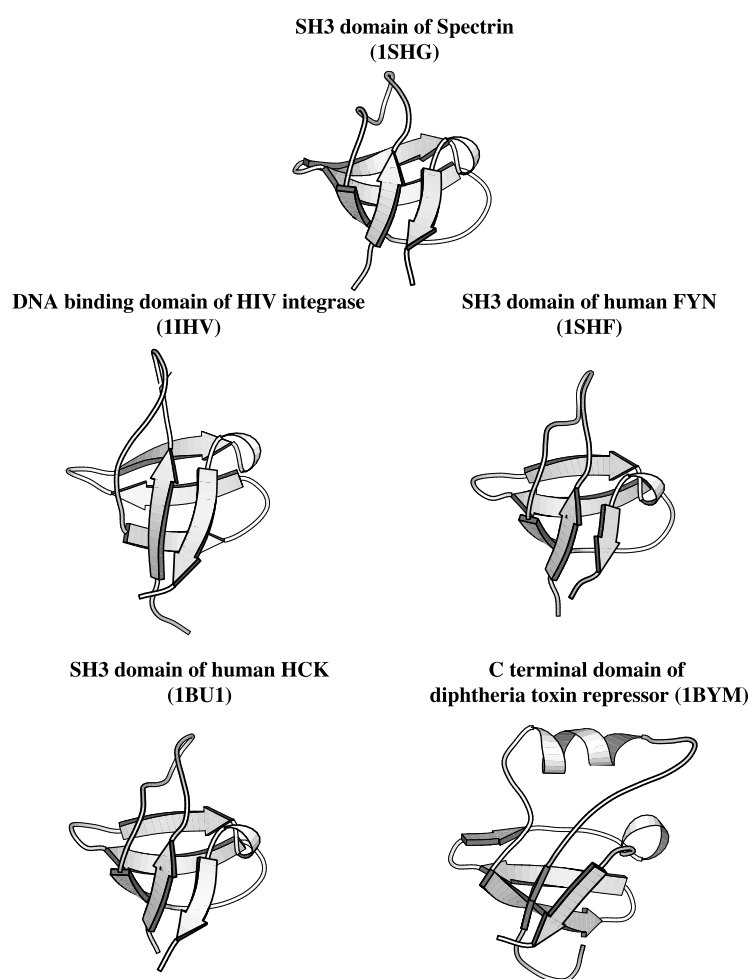 SH3 domain of Spectrin
(1SHG)
DNA binding domain of HIV integrase
(1IHV)
SH3 domain of human FYN
(1SHF)
SH3 domain of human HCK
(1BU1)
C terminal domain of
diphtheria toxin repressor (1BYM)